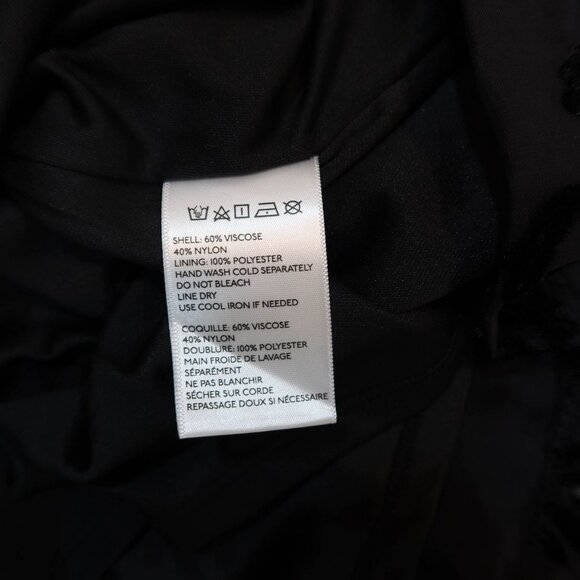 SHELL: 60% VISCOSE
40% NYLON
LINING: 100% POLYESTER
HAND WASH COLD SEPARATELY
DO NOT BLEACH
LINE DRY
USE COOL IRON IF NEEDED
COQUILLE: 60% VISCOSE
40% NYLON
DOUBLURE: 100% POLYESTER
MAIN FROIDE DE LAVAGE
SÉPARÉMENT
NE PAS BLANCHIR
SÉCHER SUR CORDE
REPASSAGE DOUX SI NÉCESSAIRE